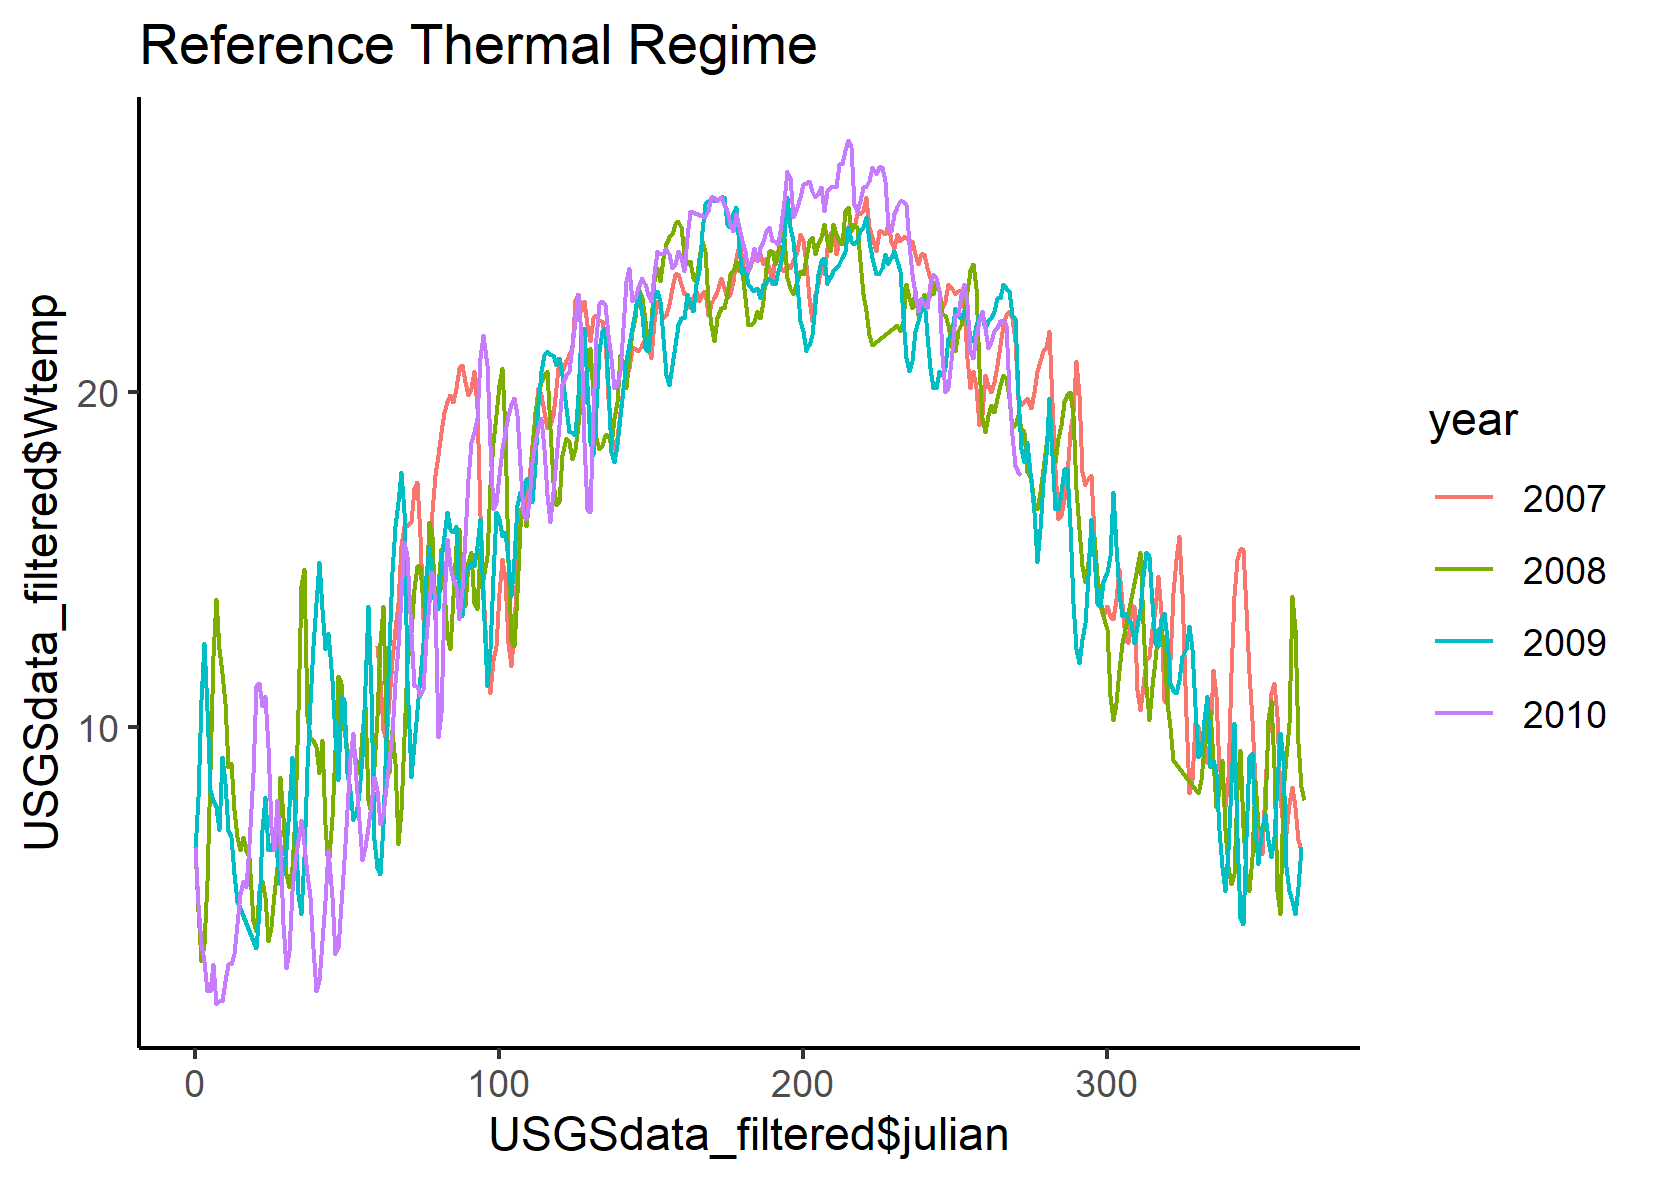 Reference Thermal Regime
USGSdata_filtered$Wtemp
20
10
0 100 200 300
USGSdata_filtered$julian
year
2007
2008
2009
2010